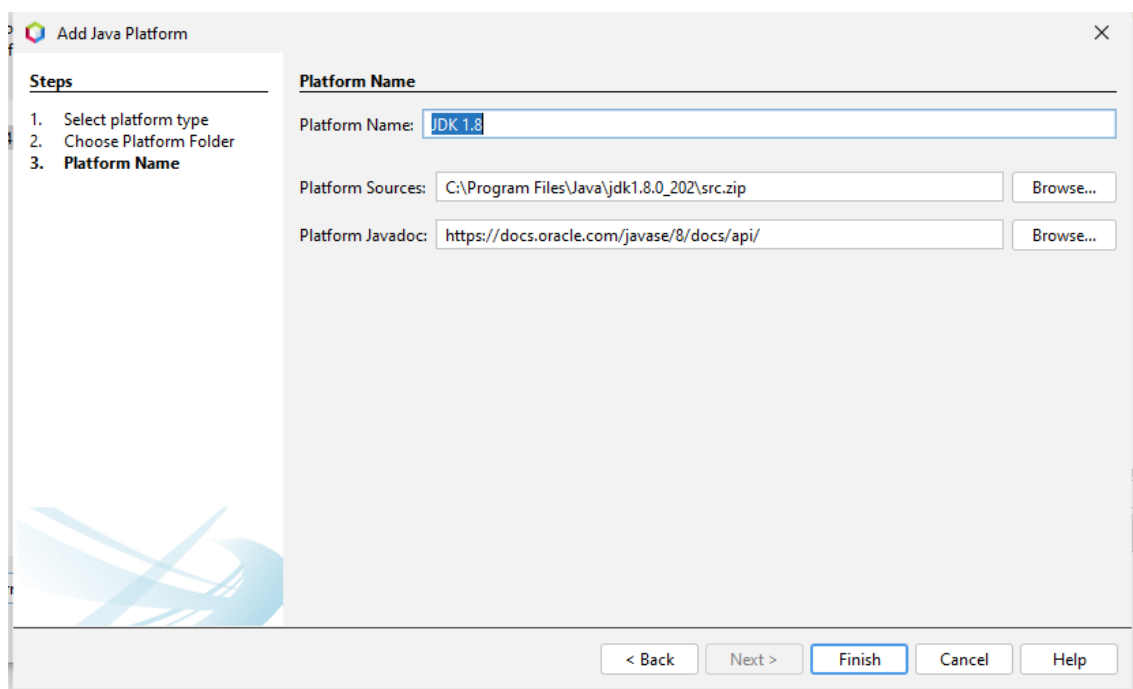 Add Java Platform
Steps
1. Select platform type
2. Choose Platform Folder
3. Platform Name
Platform Name
Platform Name: JDK 1.8
Platform Sources: C:\Program Files\Java\jdk1.8.0_202\src.zip Browse...
Platform Javadoc: https://docs.oracle.com/javase/8/docs/api/ Browse...
< Back Next > Finish Cancel Help